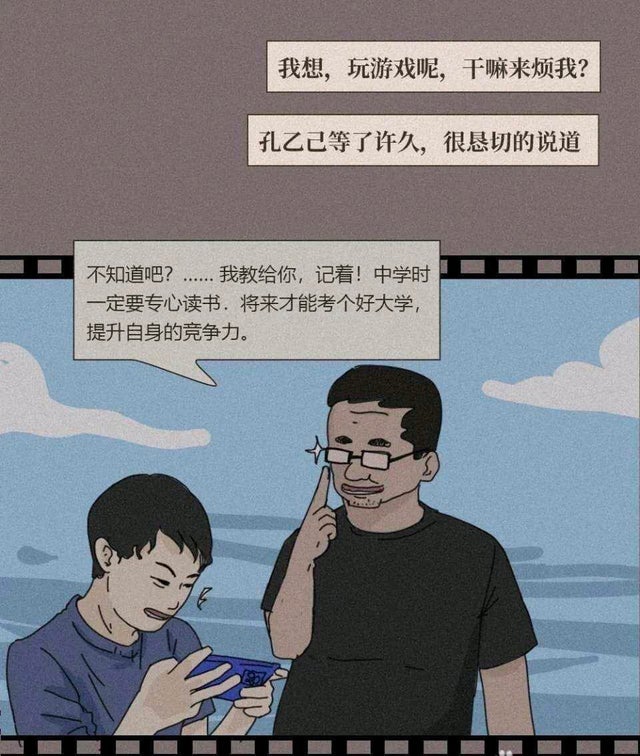 我想，玩游戏呢，干嘛来烦我？
孔乙己等了许久，很恳切的说道
不知道吧？…… 我教给你，记着！中学时
一定要专心读书．将来才能考个好大学，
提升自身的竞争力。